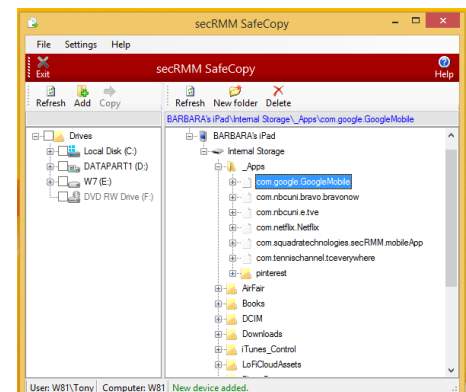 secRMM SafeCopy
File Settings Help
Exit
secRMM SafeCopy
Help
Refresh Add Copy
Refresh New folder Delete
BARBARA's iPad\Internal Storage\_Apps\com.google.GoogleMobile
Drives
Local Disk (C:)
DATAPART1 (D:)
W7 (E:)
DVD RW Drive (F:)
BARBARA's iPad
Internal Storage
_Apps
com.google.GoogleMobile
com.nbcuni.bravo.bravonow
com.nbcuni.e.tve
com.netflix.Netflix
com.squadratechnologies.secRMM.mobileApp
com.tennischannel.tceverywhere
pinterest
AirFair
Books
DCIM
Downloads
iTunes_Control
LoFiCloudAssets
User: W81\Tony Computer: W81 New device added.